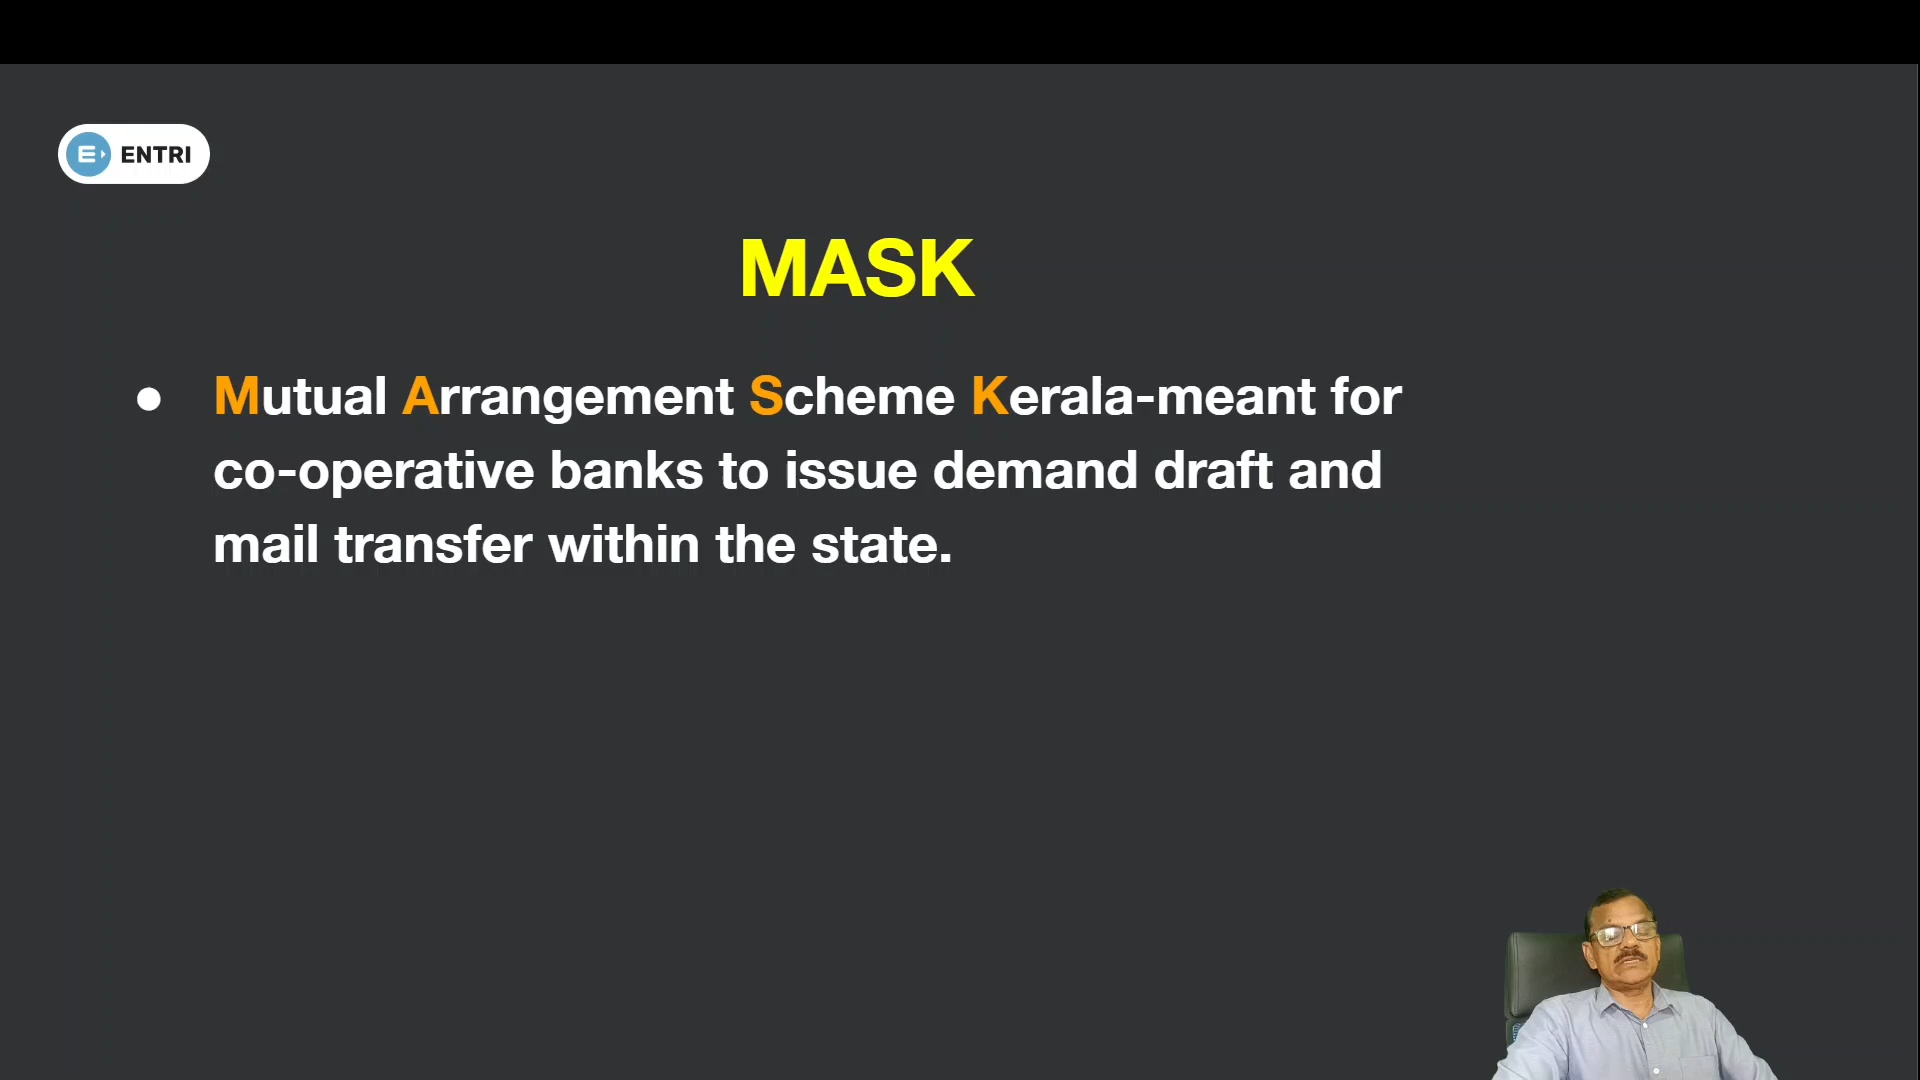 ENTRI
MASK
● Mutual Arrangement Scheme Kerala-meant for
co-operative banks to issue demand draft and
mail transfer within the state.